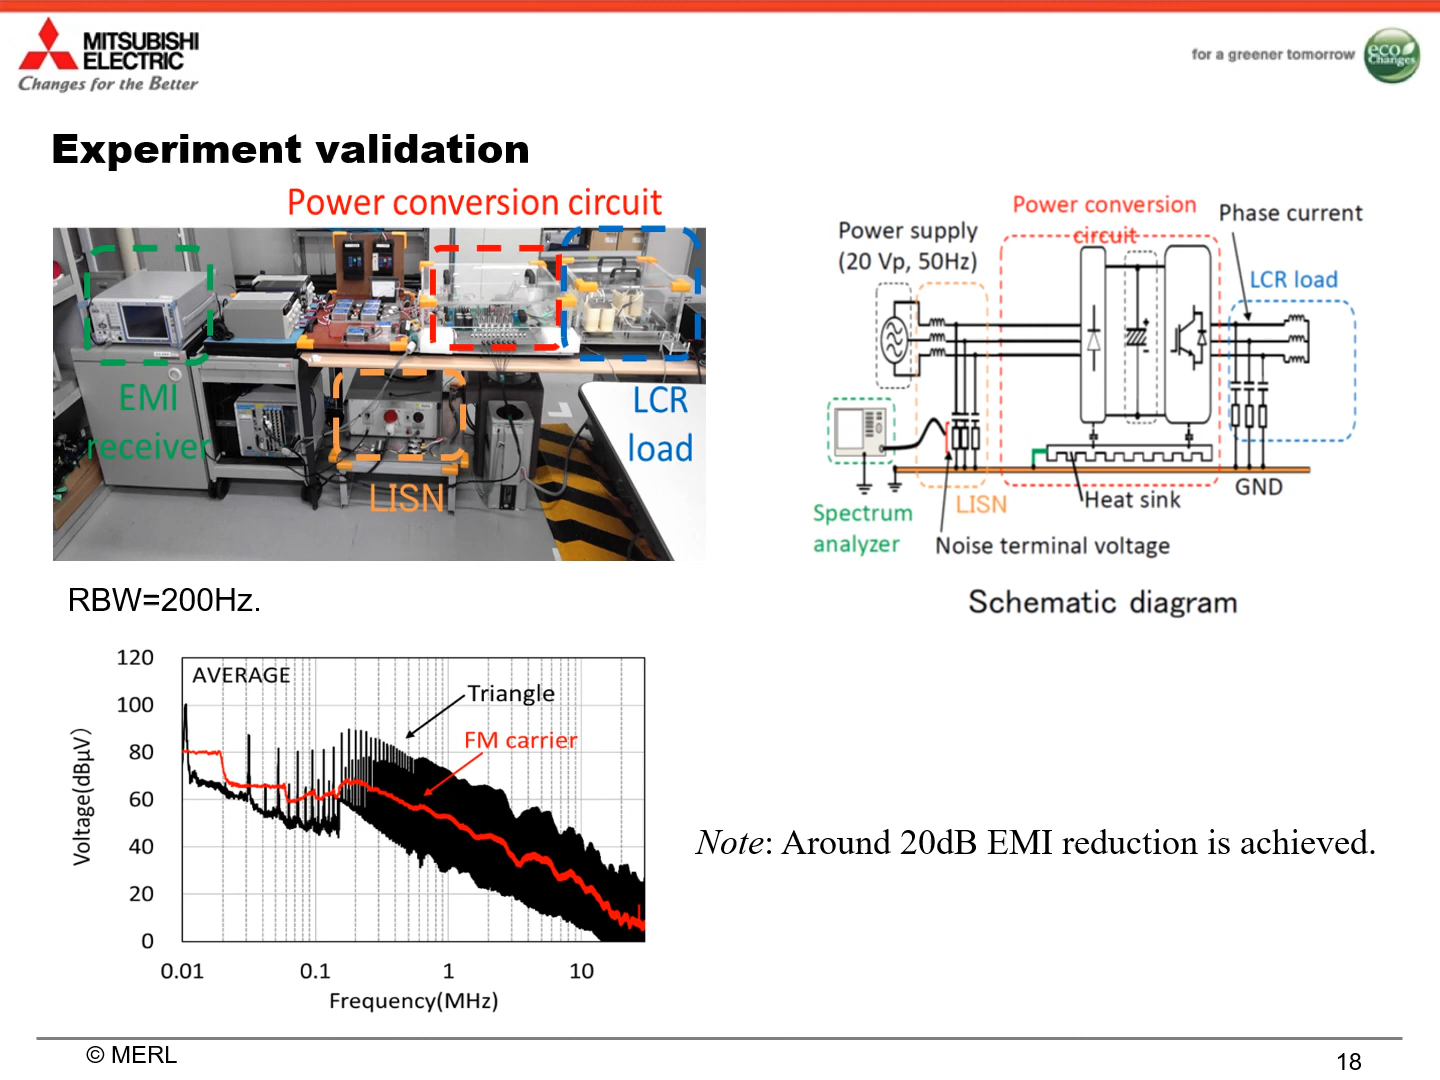 MITSUBISHI
ELECTRIC
Changes for the Better
for a greener tomorrow
eco
Changes
Experiment validation
Power conversion circuit
EMI
receiver
LISN
LCR
load
Power supply
(20 Vp, 50Hz)
Power conversion
circuit
Phase current
LCR load
Spectrum
analyzer
LISN
Heat sink
GND
Noise terminal voltage
Schematic diagram
RBW=200Hz.
AVERAGE
Triangle
FM carrier
Voltage(dBμV)
120
100
80
60
40
20
0
0.01
0.1
1
10
Frequency(MHz)
Note: Around 20dB EMI reduction is achieved.
© MERL
18